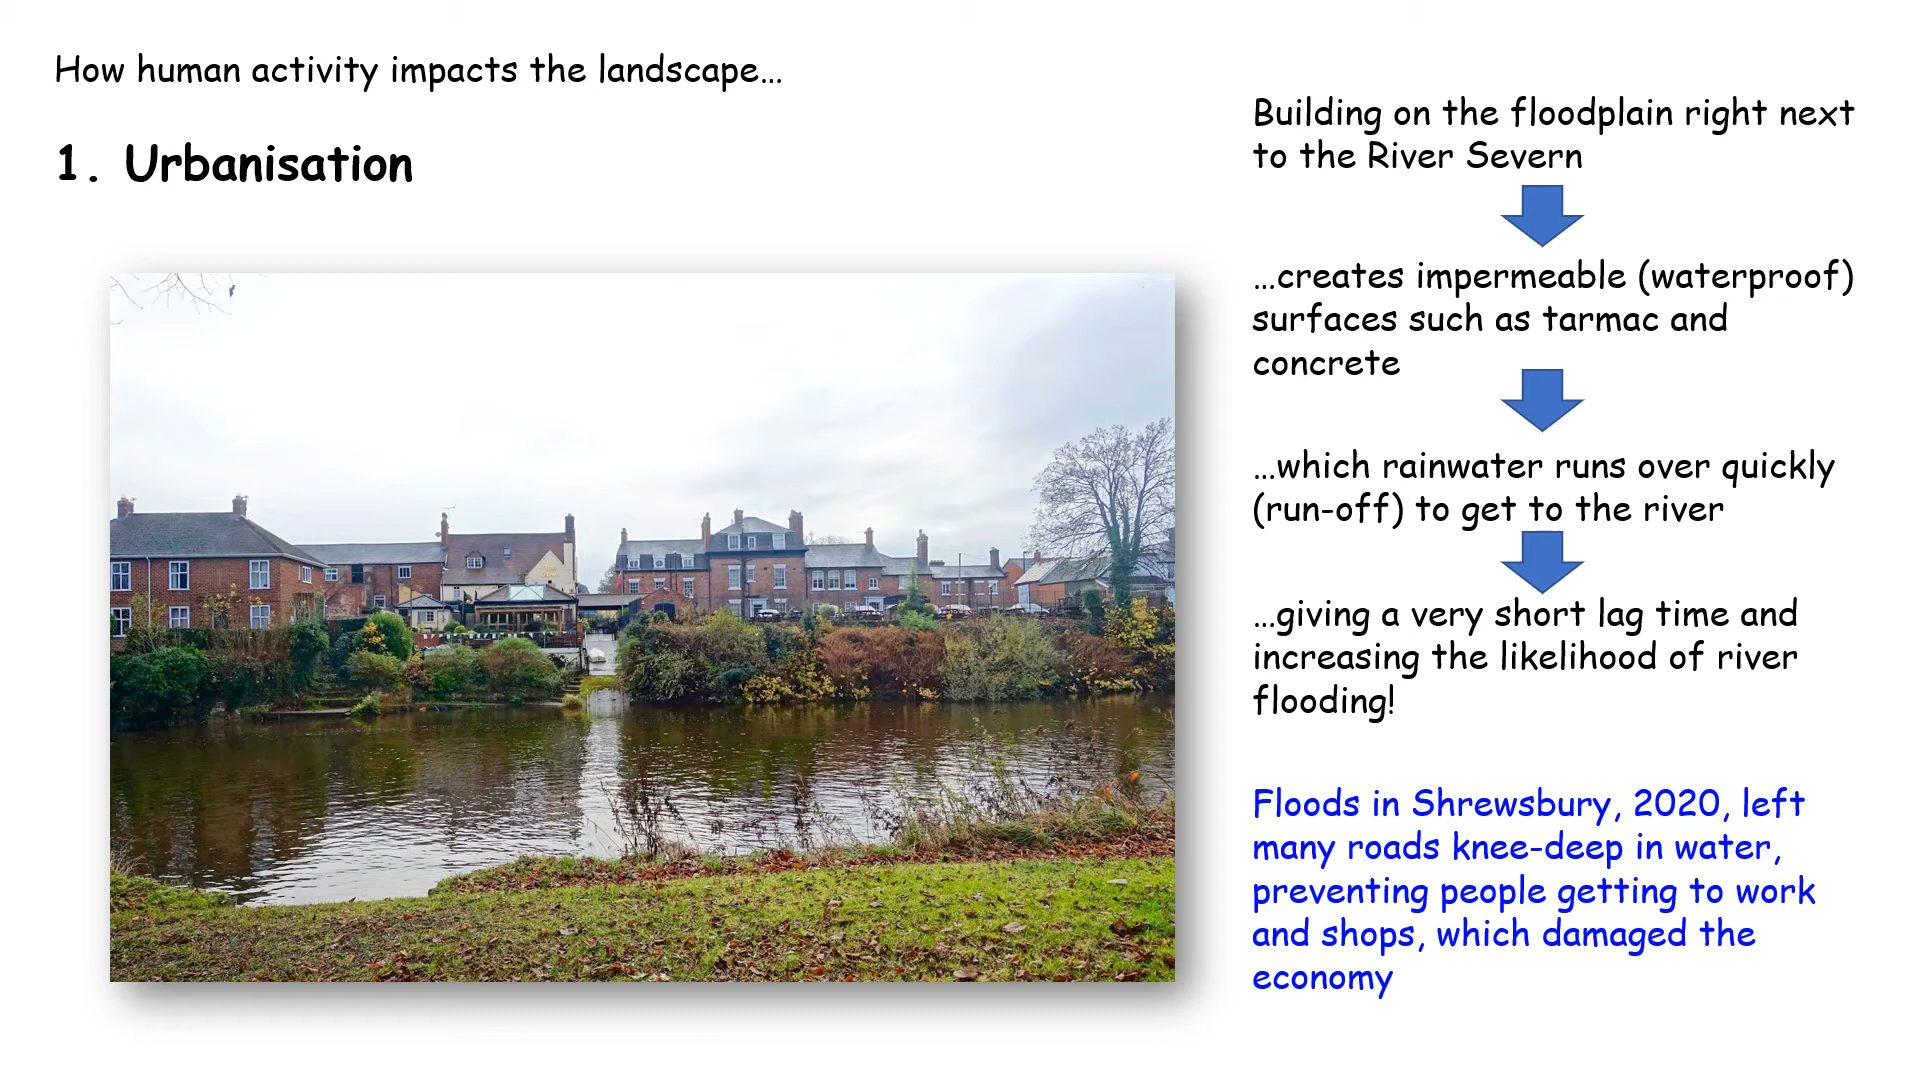 How human activity impacts the landscape...
1. Urbanisation
Building on the floodplain right next
to the River Severn
...creates impermeable (waterproof)
surfaces such as tarmac and
concrete
...which rainwater runs over quickly
(run-off) to get to the river
...giving a very short lag time and
increasing the likelihood of river
flooding!
Floods in Shrewsbury, 2020, left
many roads knee-deep in water,
preventing people getting to work
and shops, which damaged the
economy